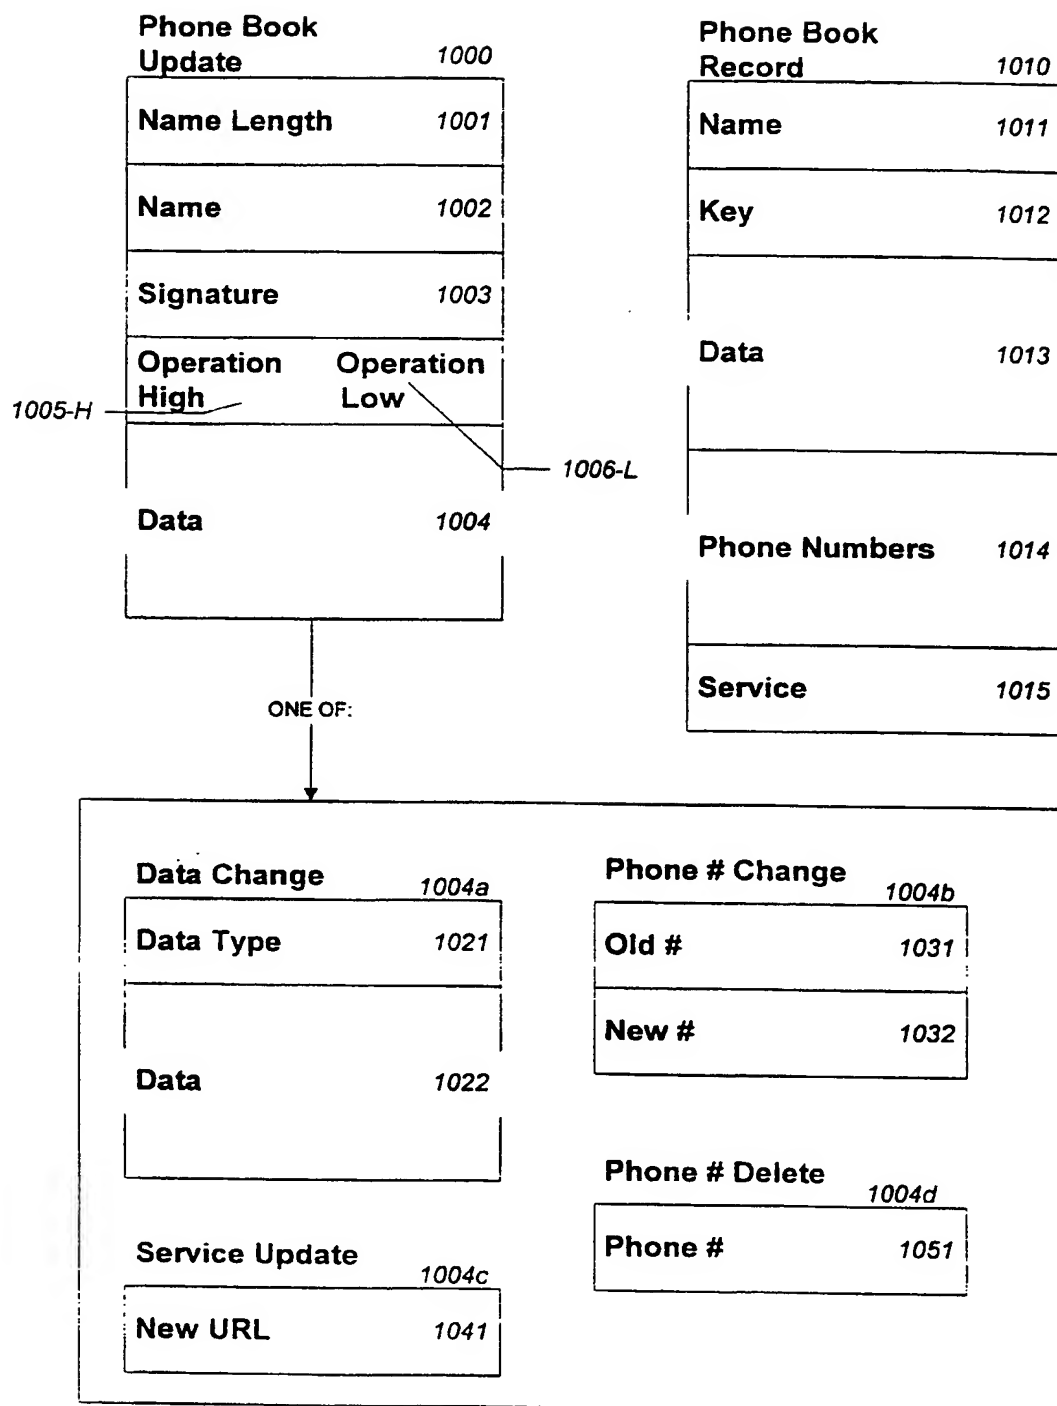 Phone Book
Update 1000
Name Length 1001
Name 1002
Signature 1003
Operation Operation
High Low
1005-H
1006-L
Data 1004
Phone Book
Record 1010
Name 1011
Key 1012
Data 1013
Phone Numbers 1014
Service 1015
ONE OF:
Data Change 1004a
Data Type 1021
Data 1022
Phone # Change 1004b
Old # 1031
New # 1032
Service Update 1004c
New URL 1041
Phone # Delete 1004d
Phone # 1051